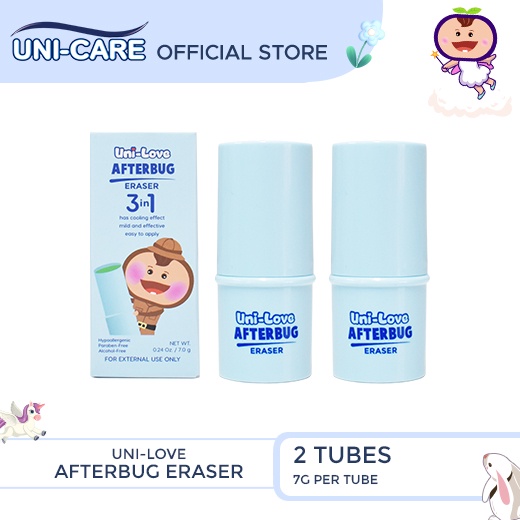 UNI-CARE
OFFICIAL STORE
Uni-Love
AFTERBUG
ERASER
3in1
has cooling effect
mild and effective
easy to apply
Hypoallergenic
Paraben-Free
Alcohol-Free
NET WT.
0.24 Oz / 7.0 g
FOR EXTERNAL USE ONLY
Uni-Love
AFTERBUG
ERASER
Uni-Love
AFTERBUG
ERASER
UNI-LOVE
AFTERBUG ERASER
2 TUBES
7G PER TUBE